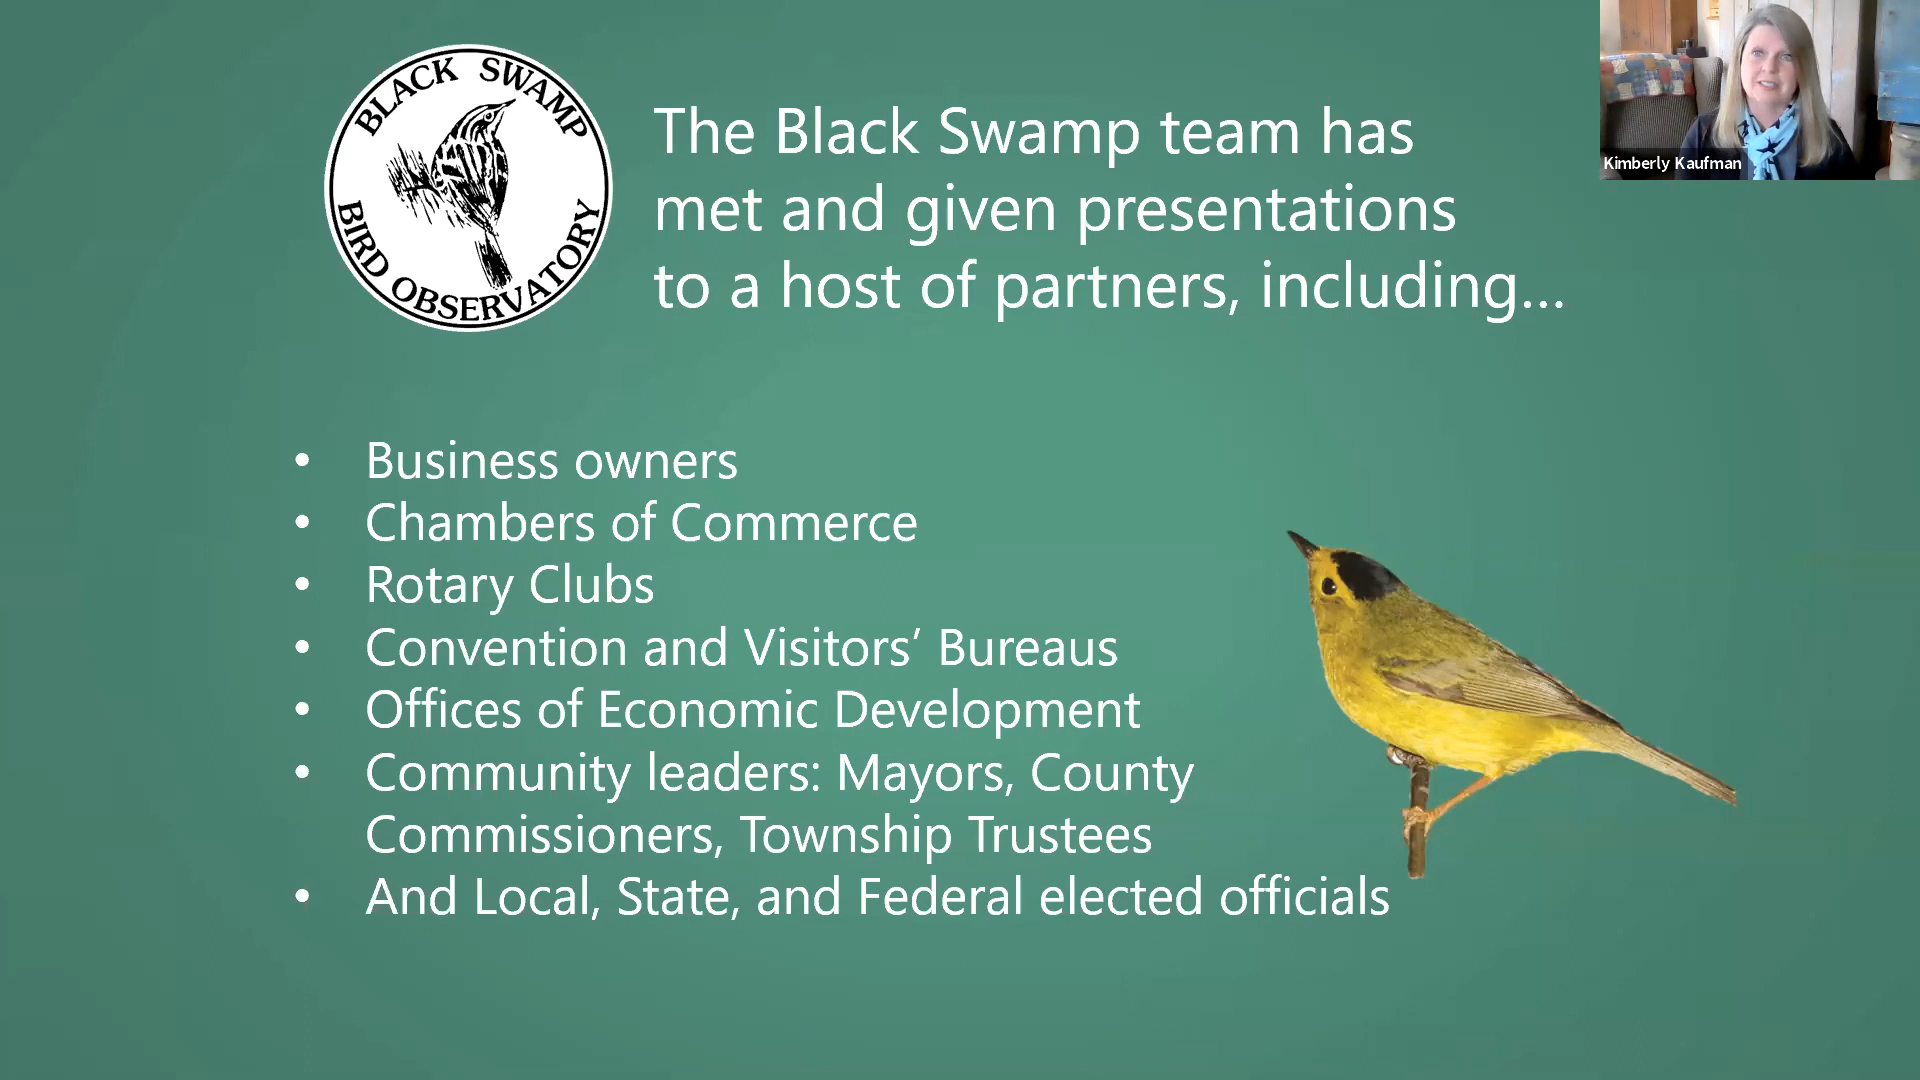 BLACK SWAMP
BIRD OBSERVATORY
The Black Swamp team has
met and given presentations
to a host of partners, including...
Kimberly Kaufman
• Business owners
• Chambers of Commerce
• Rotary Clubs
• Convention and Visitors’ Bureaus
• Offices of Economic Development
• Community leaders: Mayors, County
Commissioners, Township Trustees
• And Local, State, and Federal elected officials